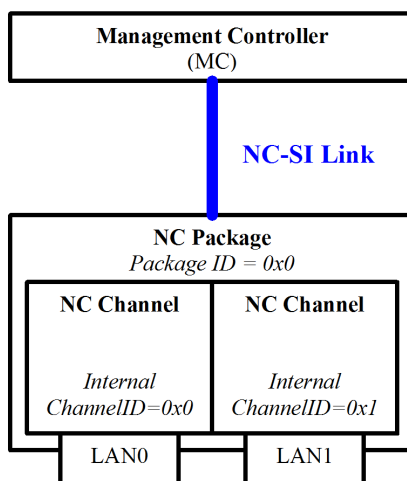 Management Controller
(MC)
NC-SI Link
NC Package
Package ID = 0x0
NC Channel
NC Channel
Internal
ChannelID=0x0
Internal
ChannelID=0x1
LAN0
LAN1